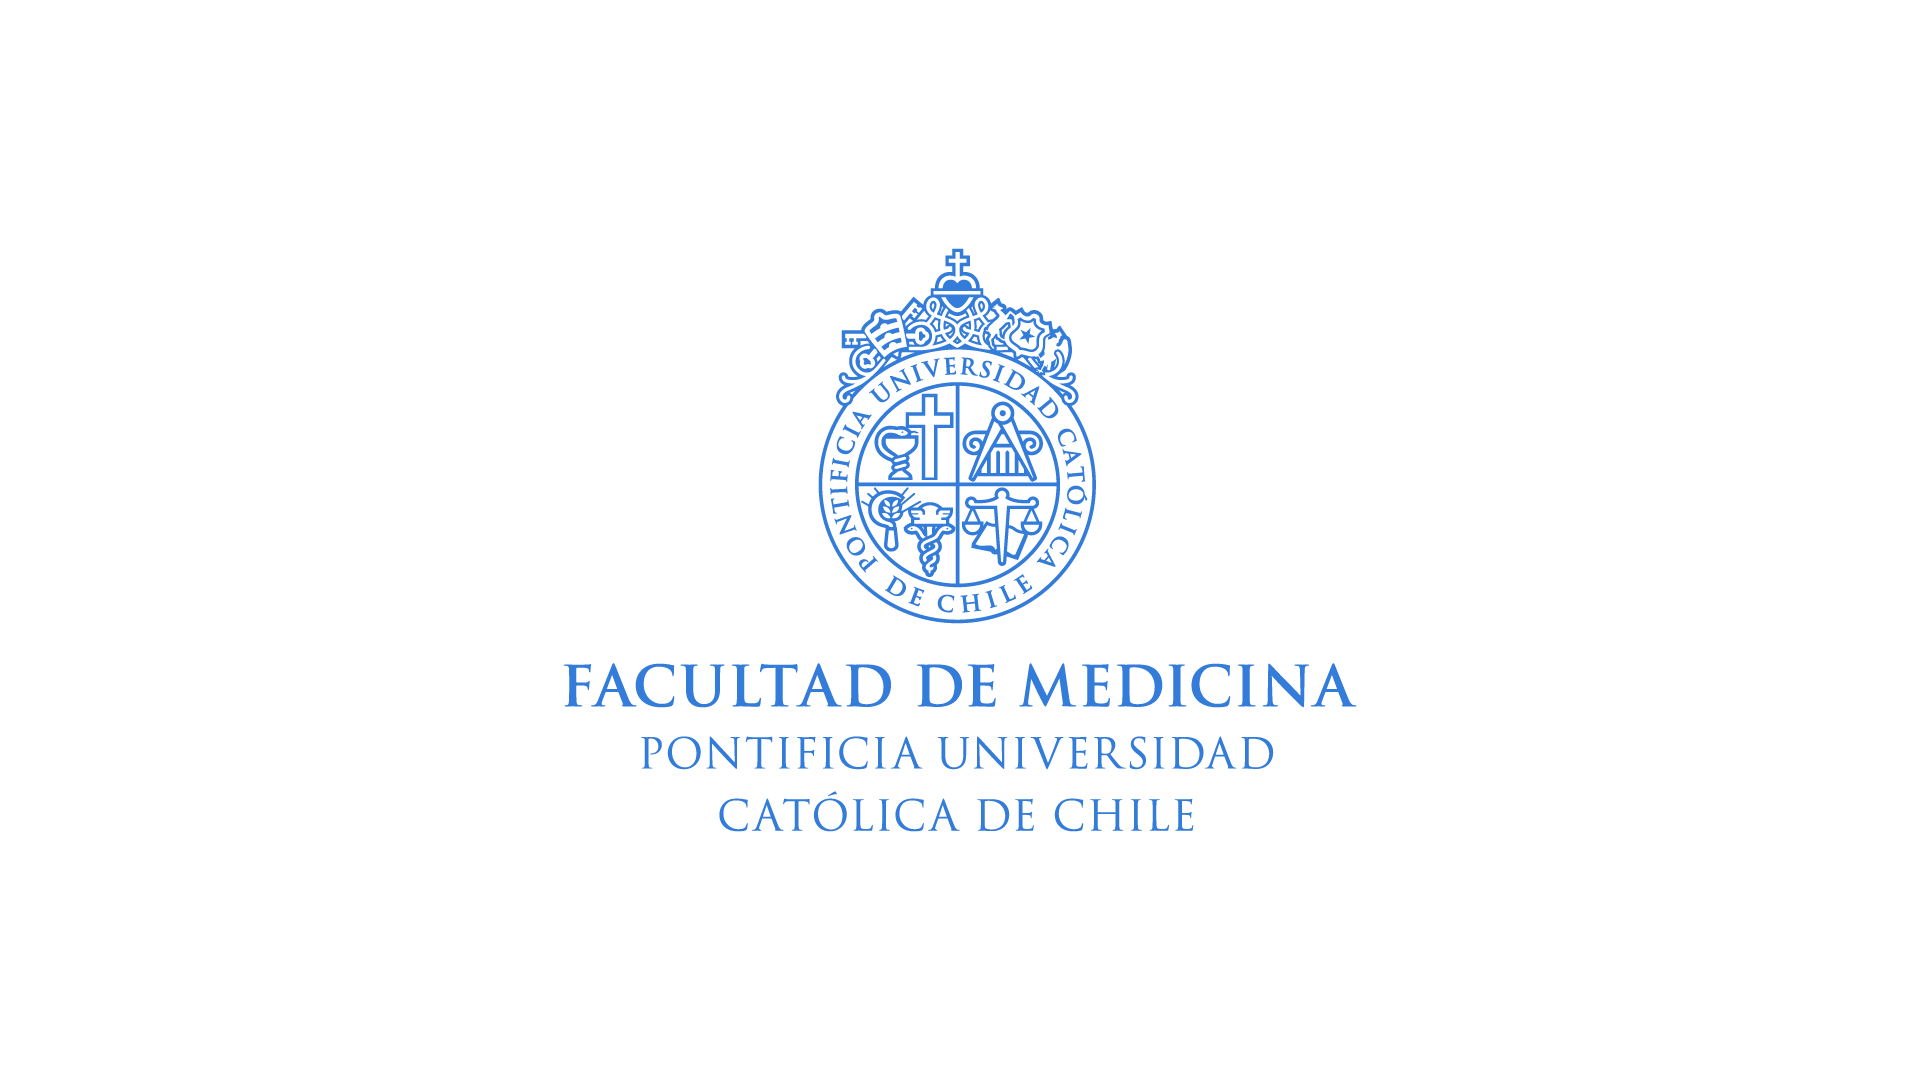 PONTIFICIA UNIVERSIDAD CATÓLICA DE CHILE
FACULTAD DE MEDICINA
PONTIFICIA UNIVERSIDAD
CATÓLICA DE CHILE